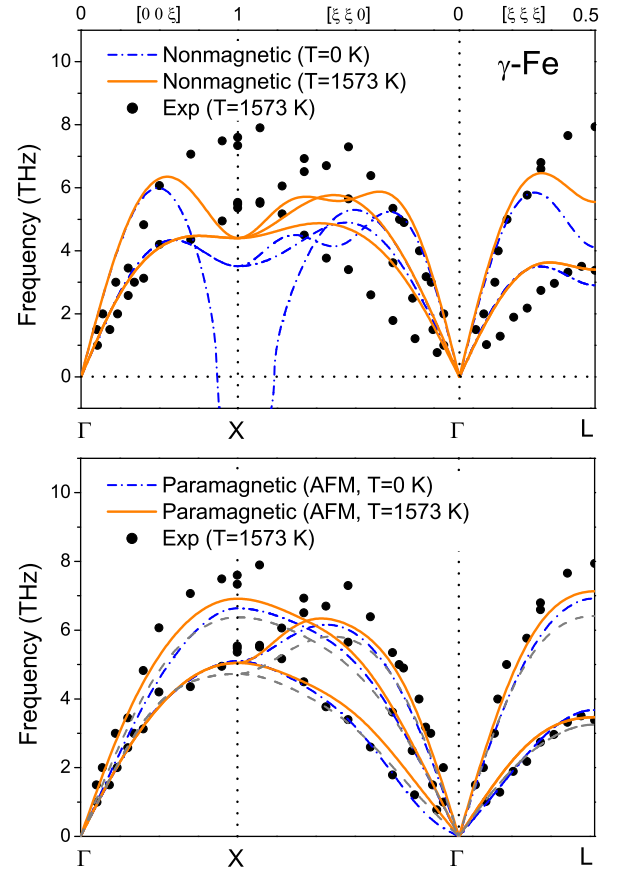 0 [0 0 ξ] 1 [ξ ξ 0] 0 [ξ ξ ξ] 0.5
10
8
6
4
2
0
Frequency (THz)
Nonmagnetic (T=0 K)
Nonmagnetic (T=1573 K)
Exp (T=1573 K)
γ-Fe
Γ X Γ L
10
8
6
4
2
0
Frequency (THz)
Paramagnetic (AFM, T=0 K)
Paramagnetic (AFM, T=1573 K)
Exp (T=1573 K)
Γ X Γ L